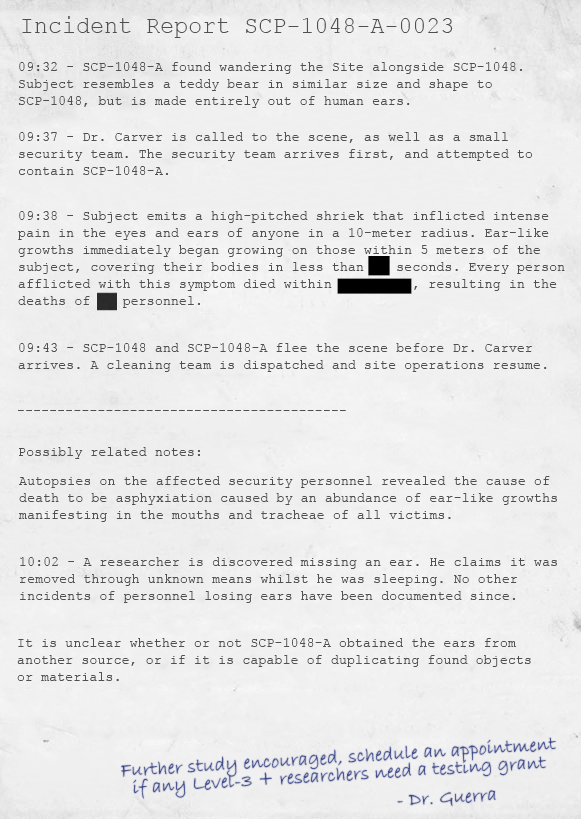 Incident Report SCP-1048-A-0023
09:32 - SCP-1048-A found wandering the Site alongside SCP-1048.
Subject resembles a teddy bear in similar size and shape to
SCP-1048, but is made entirely out of human ears.
09:37 - Dr. Carver is called to the scene, as well as a small
security team. The security team arrives first, and attempted to
contain SCP-1048-A.
09:38 - Subject emits a high-pitched shriek that inflicted intense
pain in the eyes and ears of anyone in a 10-meter radius. Ear-like
growths immediately began growing on those within 5 meters of the
subject, covering their bodies in less than seconds. Every person
afflicted with this symptom died within , resulting in the
deaths of personnel.
09:43 - SCP-1048 and SCP-1048-A flee the scene before Dr. Carver
arrives. A cleaning team is dispatched and site operations resume.
-----------------------------------------
Possibly related notes:
Autopsies on the affected security personnel revealed the cause of
death to be asphyxiation caused by an abundance of ear-like growths
manifesting in the mouths and tracheae of all victims.
10:02 - A researcher is discovered missing an ear. He claims it was
removed through unknown means whilst he was sleeping. No other
incidents of personnel losing ears have been documented since.
It is unclear whether or not SCP-1048-A obtained the ears from
another source, or if it is capable of duplicating found objects
or materials.
Further study encouraged, schedule an appointment
if any Level-3 + researchers need a testing grant
- Dr. Guerra